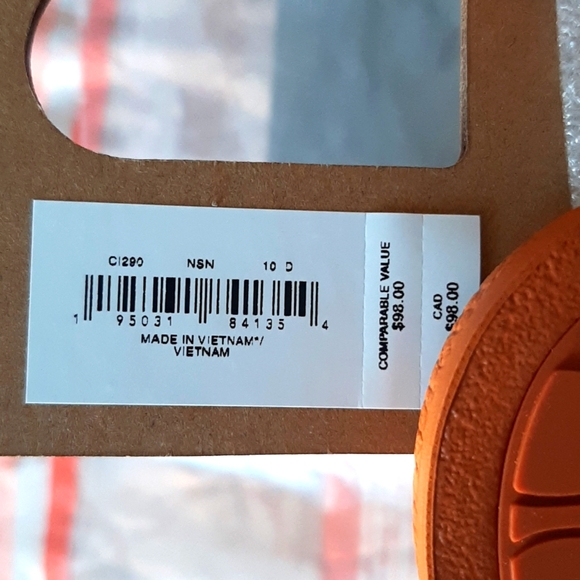 CI290 NSN 10 D
1 95031 84135 4
MADE IN VIETNAM*/
VIETNAM
COMPARABLE VALUE
$98.00
CAD
$98.00